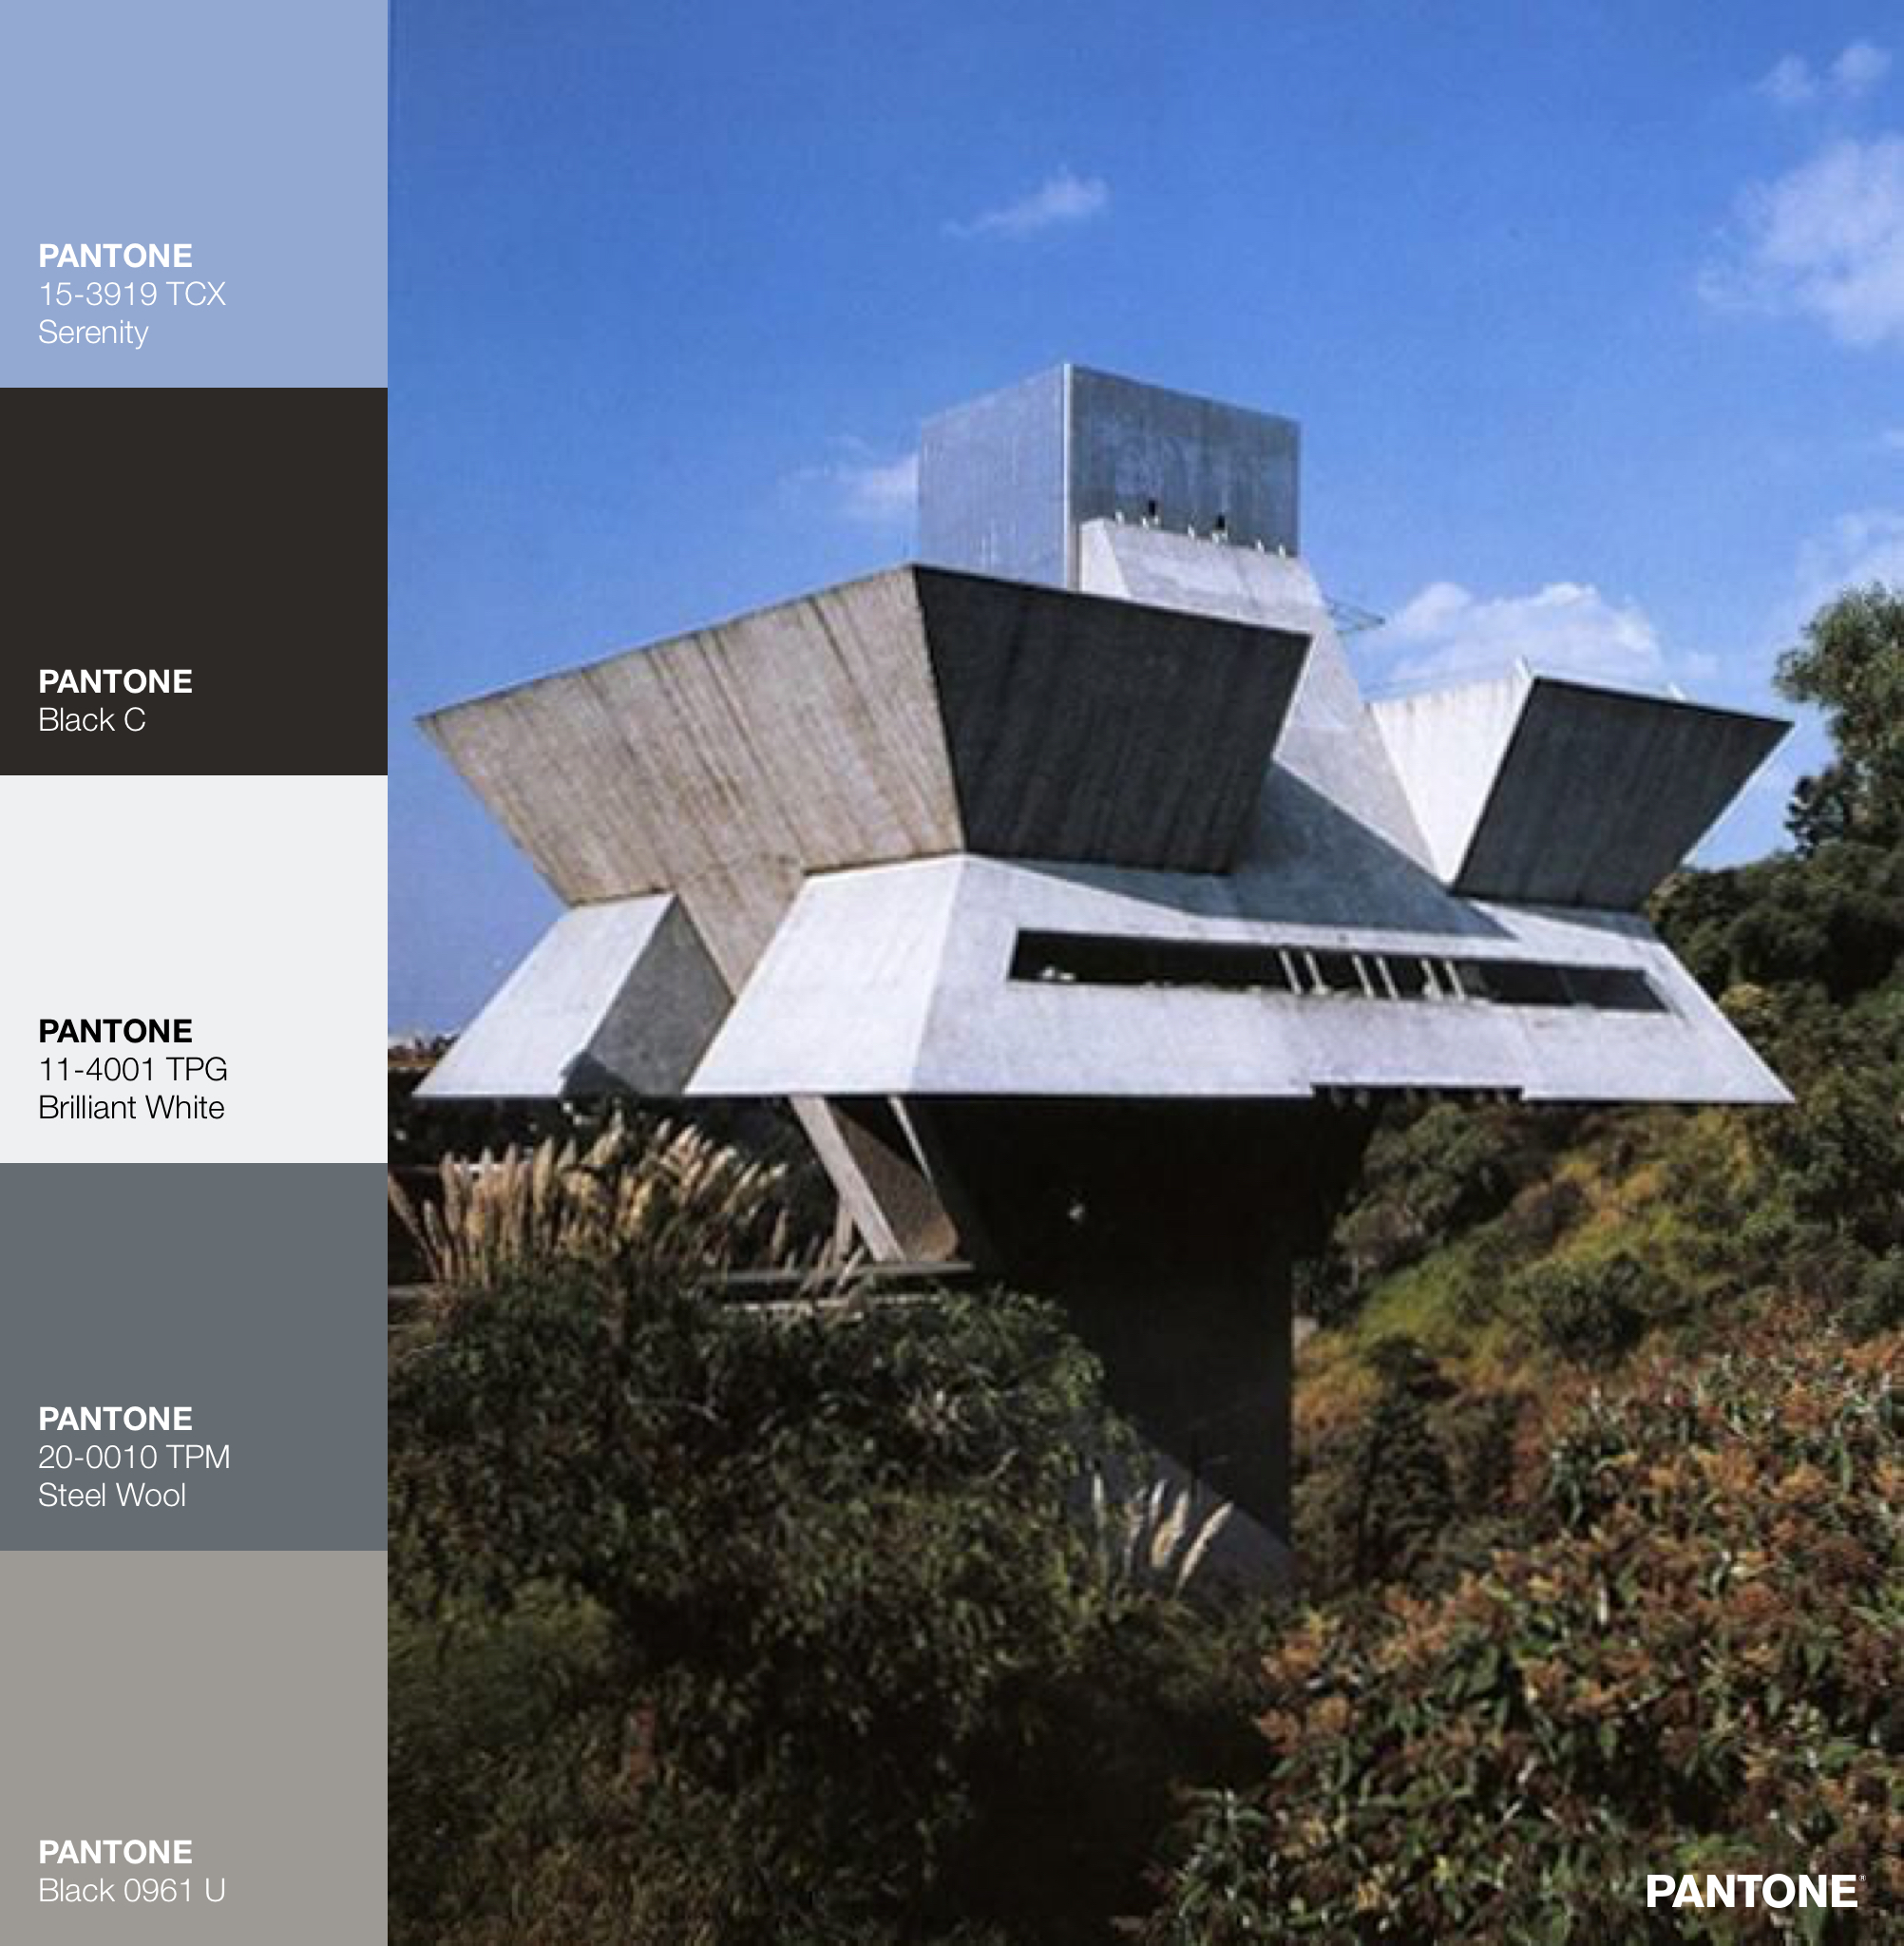 PANTONE
15-3919 TCX
Serenity
PANTONE
Black C
PANTONE
11-4001 TPG
Brilliant White
PANTONE
20-0010 TPM
Steel Wool
PANTONE
Black 0961 U
PANTONE